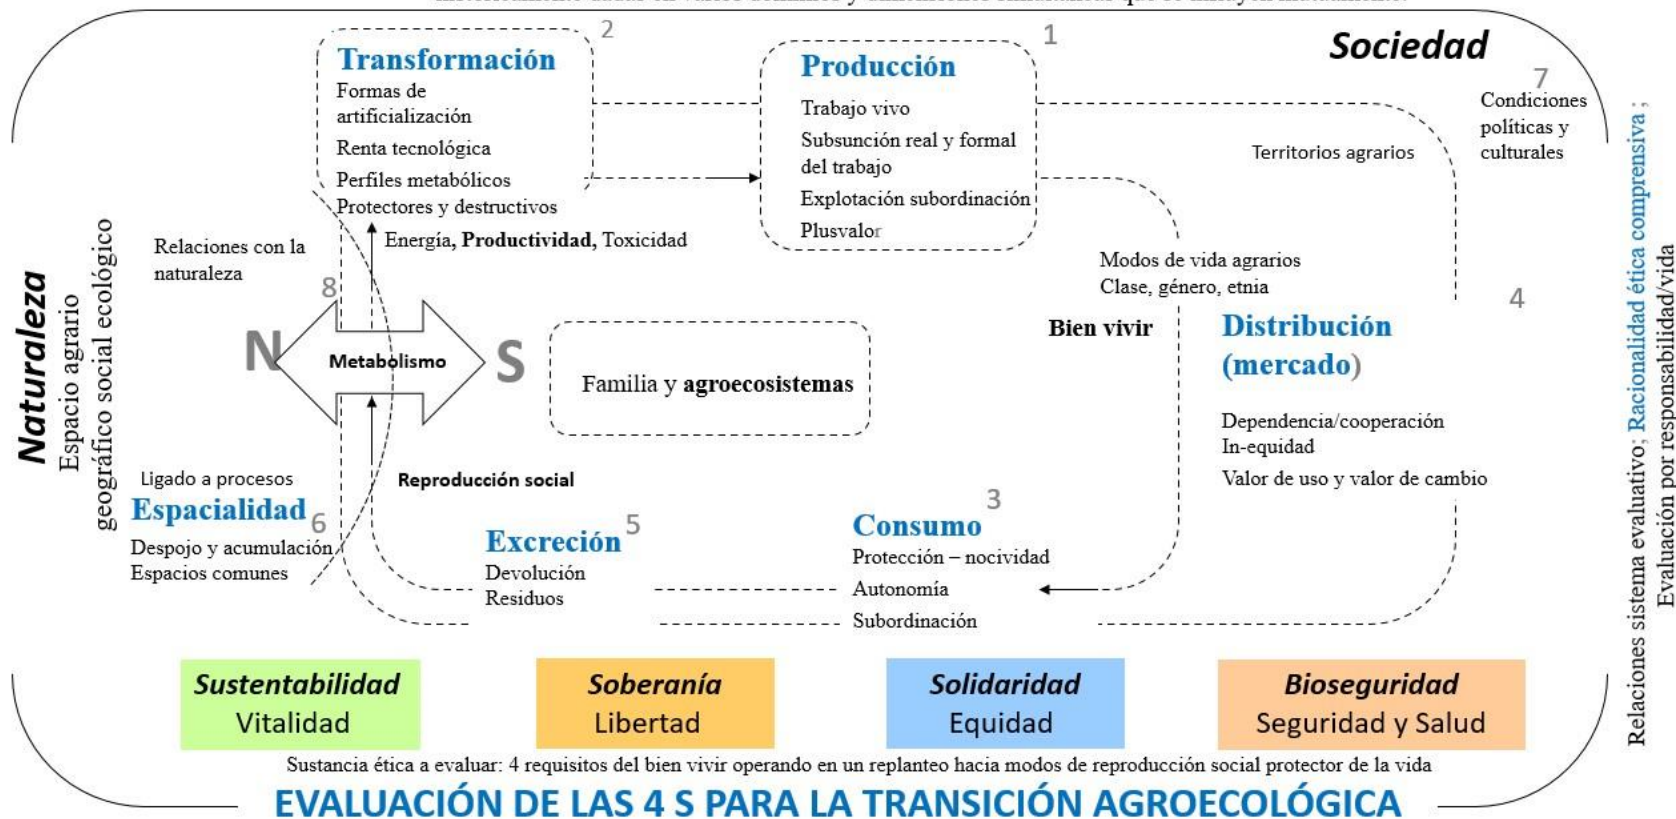 2
Transformación
Formas de
artificialización
Renta tecnológica
Perfiles metabólicos
Protectores y destructivos
1
Producción
Trabajo vivo
Subsunción real y formal
del trabajo
Explotación subordinación
Plusvalor
Sociedad
7
Condiciones
políticas y
culturales
Territorios agrarios
Energía, Productividad, Toxicidad
Relaciones con la
naturaleza
8
N
Metabolismo
S
Familia y agroecosistemas
Modos de vida agrarios
Clase, género, etnia
Bien vivir
4
Distribución
(mercado)
Dependencia/cooperación
In-equidad
Valor de uso y valor de cambio
Naturaleza
Espacio agrario
geográfico social ecológico
Ligado a procesos
Espacialidad
6
Despojo y acumulación
Espacios comunes
Reproducción social
Excreción
5
Devolución
Residuos
3
Consumo
Protección – nocividad
Autonomía
Subordinación
Relaciones sistema evaluativo; Racionalidad ética comprensiva ;
Evaluación por responsabilidad/vida
Sustentabilidad
Vitalidad
Soberanía
Libertad
Solidaridad
Equidad
Bioseguridad
Seguridad y Salud
Sustancia ética a evaluar: 4 requisitos del bien vivir operando en un replanteo hacia modos de reproducción social protector de la vida
EVALUACIÓN DE LAS 4 S PARA LA TRANSICIÓN AGROECOLÓGICA